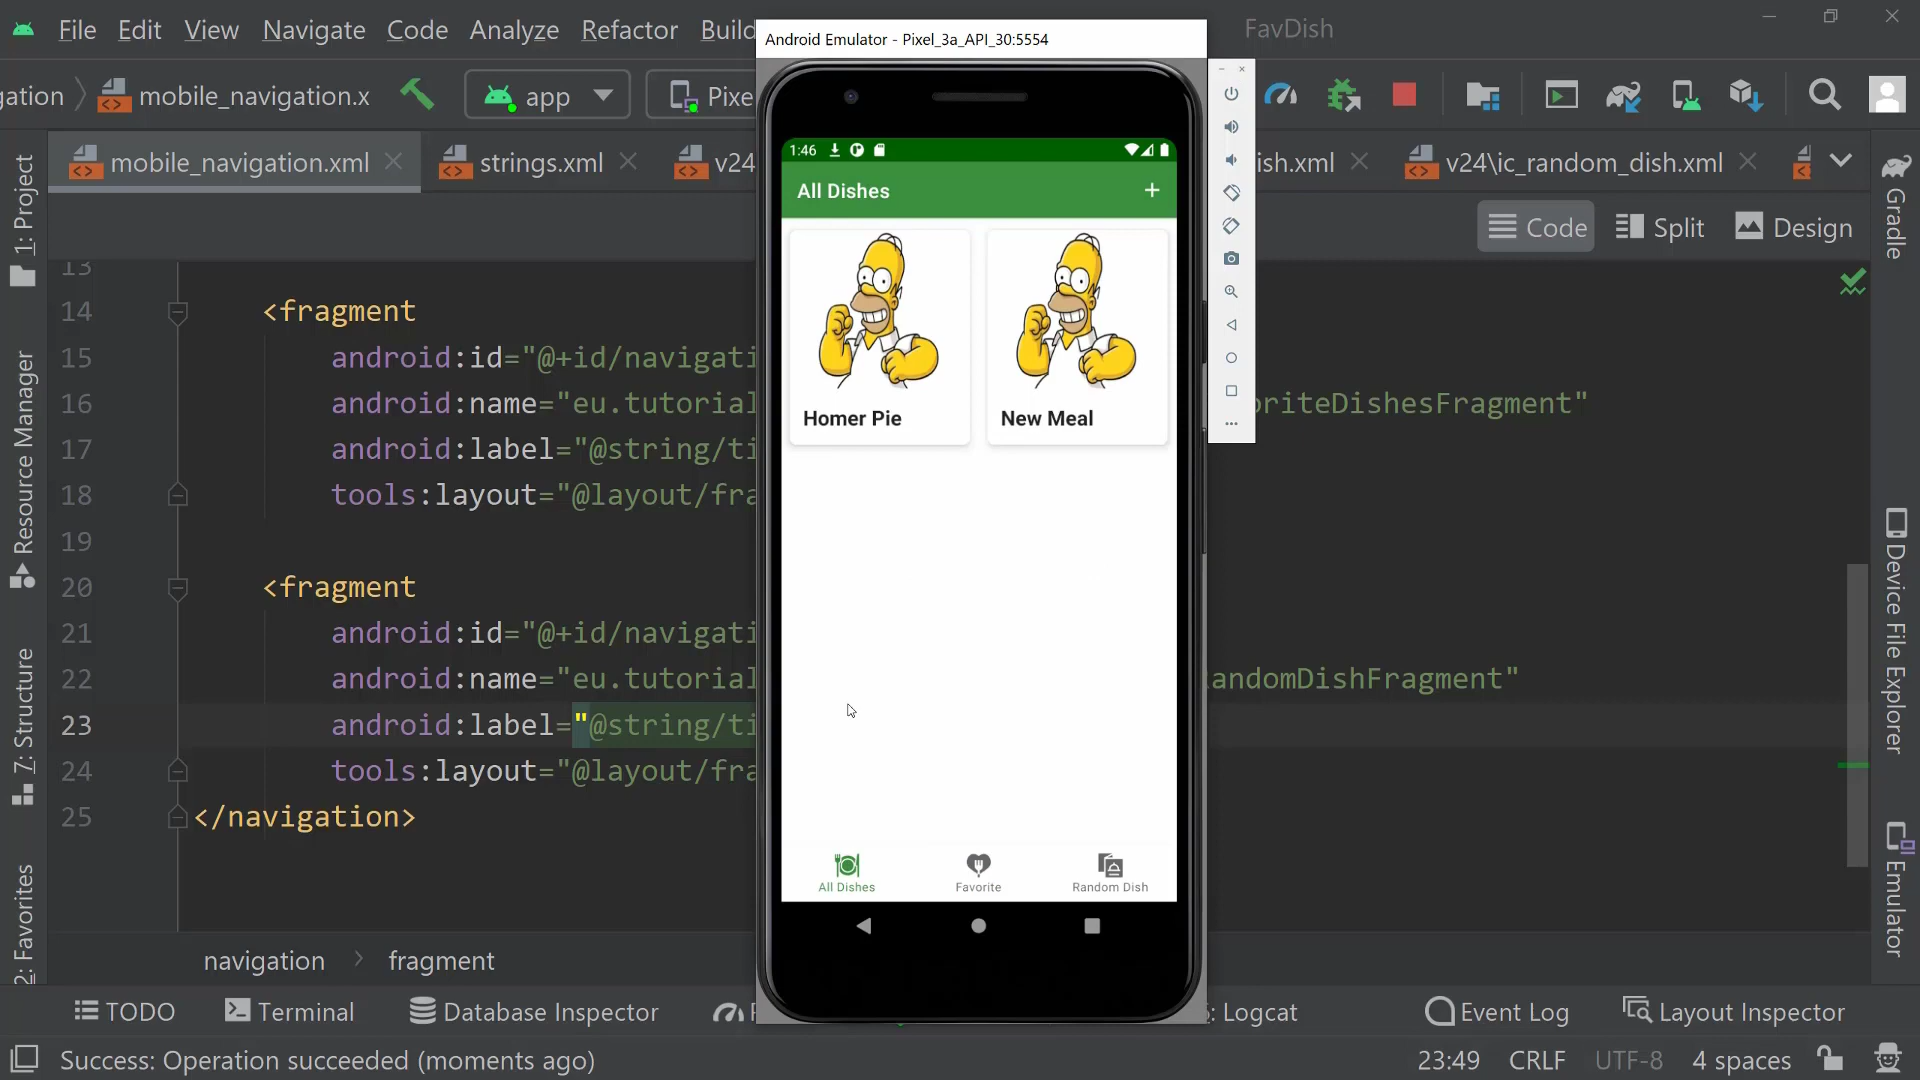 File Edit View Navigate Code Analyze Refactor Build
FavDish
Android Emulator - Pixel_3a_API_30:5554
gation mobile_navigation.x app Pixe
mobile_navigation.xml strings.xml v24 ish.xml v24\ic_random_dish.xml
Code Split Design
1:46
All Dishes +
Homer Pie New Meal
All Dishes Favorite Random Dish
13
14 <fragment
15 android:id="@+id/navigati
16 android:name="eu.tutorial oriteDishesFragment"
17 android:label="@string/ti
18 tools:layout="@layout/fra
19
20 <fragment
21 android:id="@+id/navigati
22 android:name="eu.tutorial andomDishFragment"
23 android:label="@string/ti
24 tools:layout="@layout/fra
25 </navigation>
1: Project
Resource Manager
7: Structure
2: Favorites
Gradle
Device File Explorer
Emulator
navigation fragment
TODO Terminal Database Inspector : Logcat Event Log Layout Inspector
Success: Operation succeeded (moments ago) 23:49 CRLF UTF-8 4 spaces